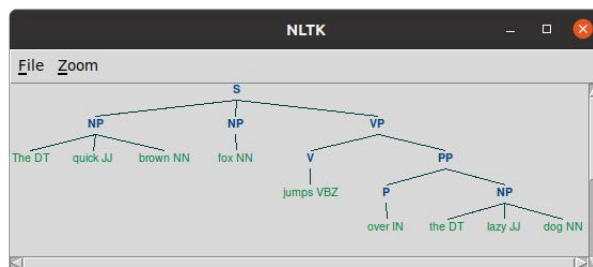 NLTK
File Zoom
S
NP NP VP
The DT quick JJ brown NN fox NN V PP
jumps VBZ P NP
over IN the DT lazy JJ dog NN